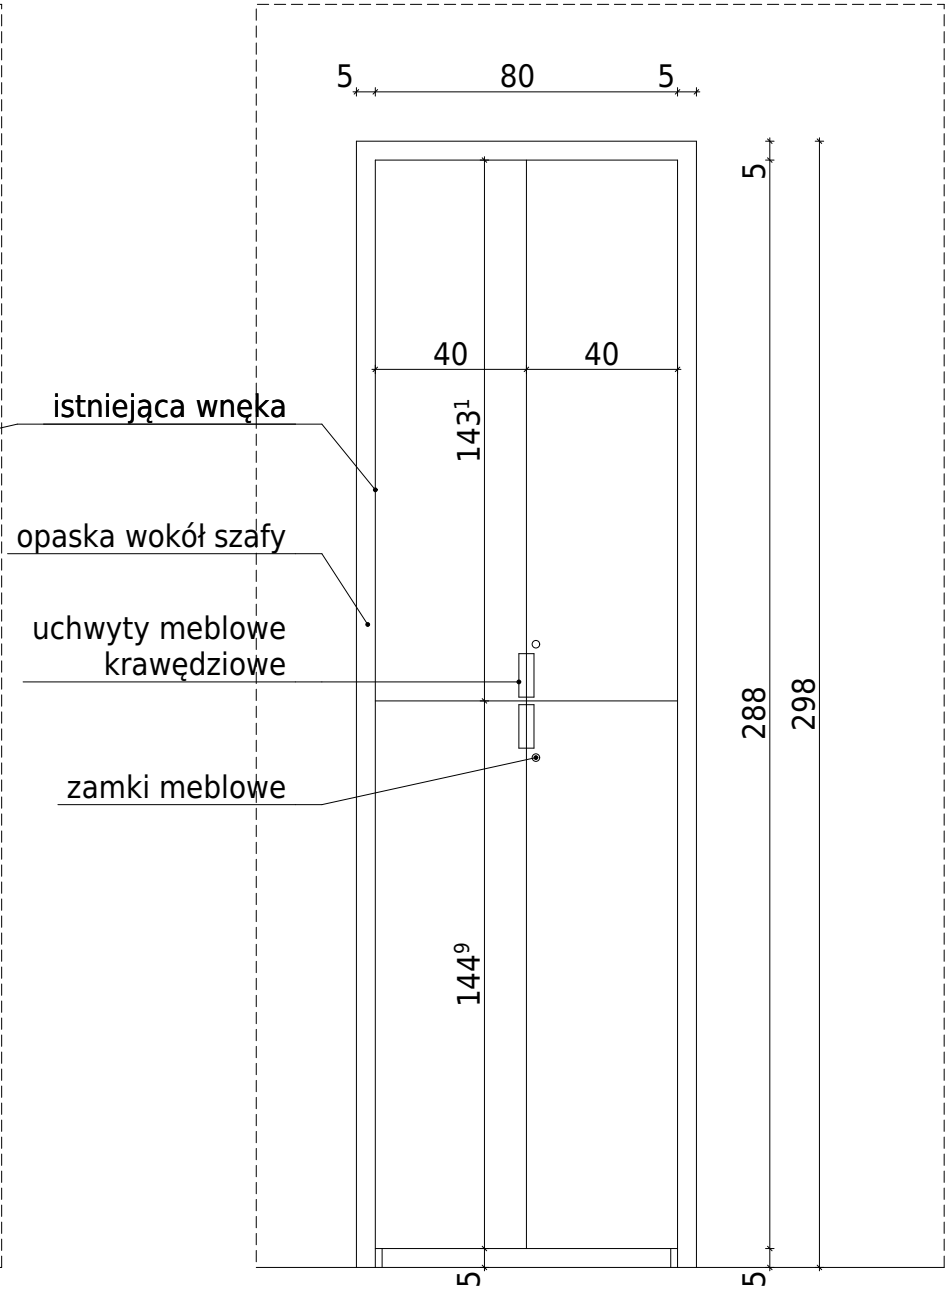 5 80 5
5
40 40
istniejąca wnęka
143¹
opaska wokół szafy
uchwyty meblowe
krawędziowe
288
298
zamki meblowe
144⁹
5 5